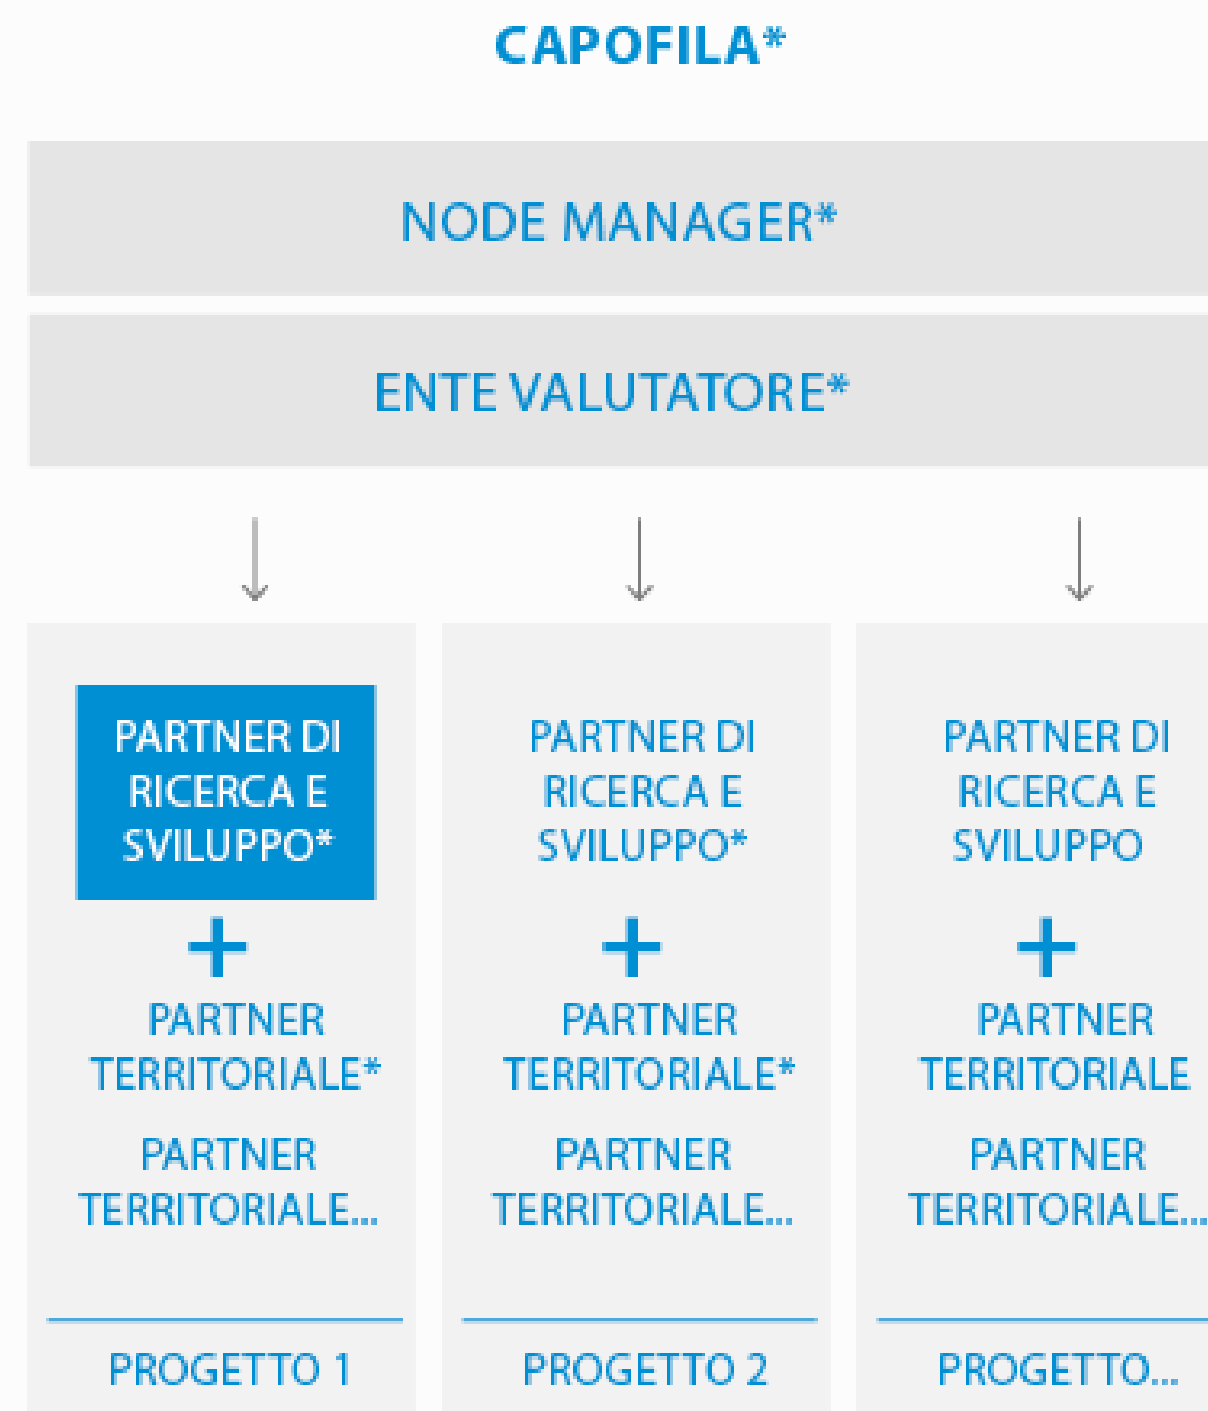 CAPOFILA*
NODE MANAGER*
ENTE VALUTATORE*
PARTNER DI
RICERCA E
SVILUPPO*
+
PARTNER
TERRITORIALE*
PARTNER
TERRITORIALE...
PROGETTO 1
PARTNER DI
RICERCA E
SVILUPPO*
+
PARTNER
TERRITORIALE*
PARTNER
TERRITORIALE...
PROGETTO 2
PARTNER DI
RICERCA E
SVILUPPO
+
PARTNER
TERRITORIALE
PARTNER
TERRITORIALE...
PROGETTO...